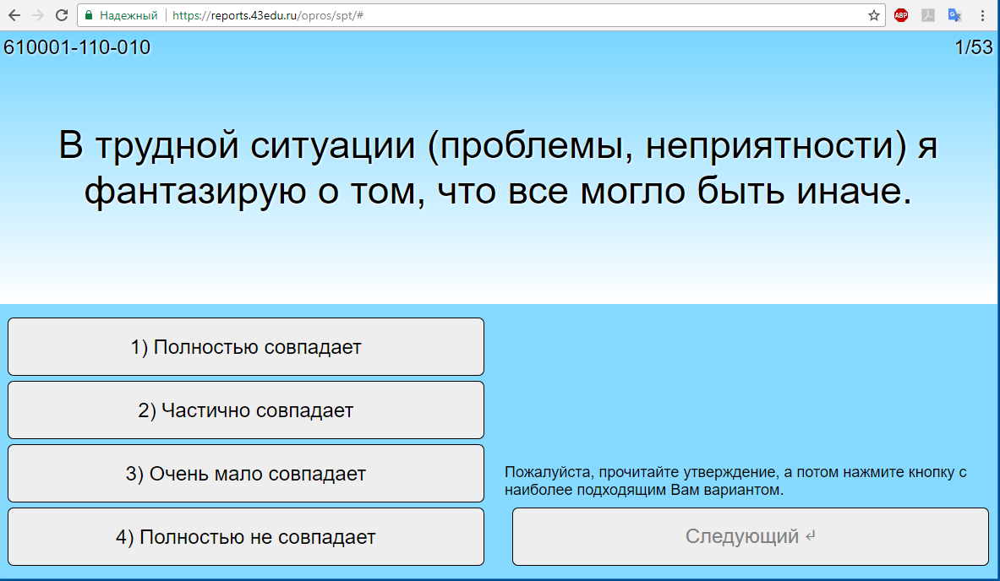 Надежный https://reports.43edu.ru/opros/spt/# ABP
610001-110-010 1/53
В трудной ситуации (проблемы, неприятности) я
фантазирую о том, что все могло быть иначе.
1) Полностью совпадает
2) Частично совпадает
3) Очень мало совпадает
4) Полностью не совпадает
Пожалуйста, прочитайте утверждение, а потом нажмите кнопку с
наиболее подходящим Вам вариантом.
Следующий ↵